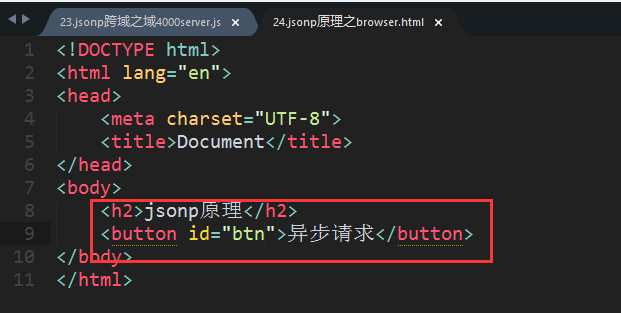 23.jsonp跨域之域4000server.js × 24.jsonp原理之browser.html ×
1 <!DOCTYPE html>
2 <html lang="en">
3 <head>
4 <meta charset="UTF-8">
5 <title>Document</title>
6 </head>
7 <body>
8 <h2>jsonp原理</h2>
9 <button id="btn">异步请求</button>
10 </body>
11 </html>